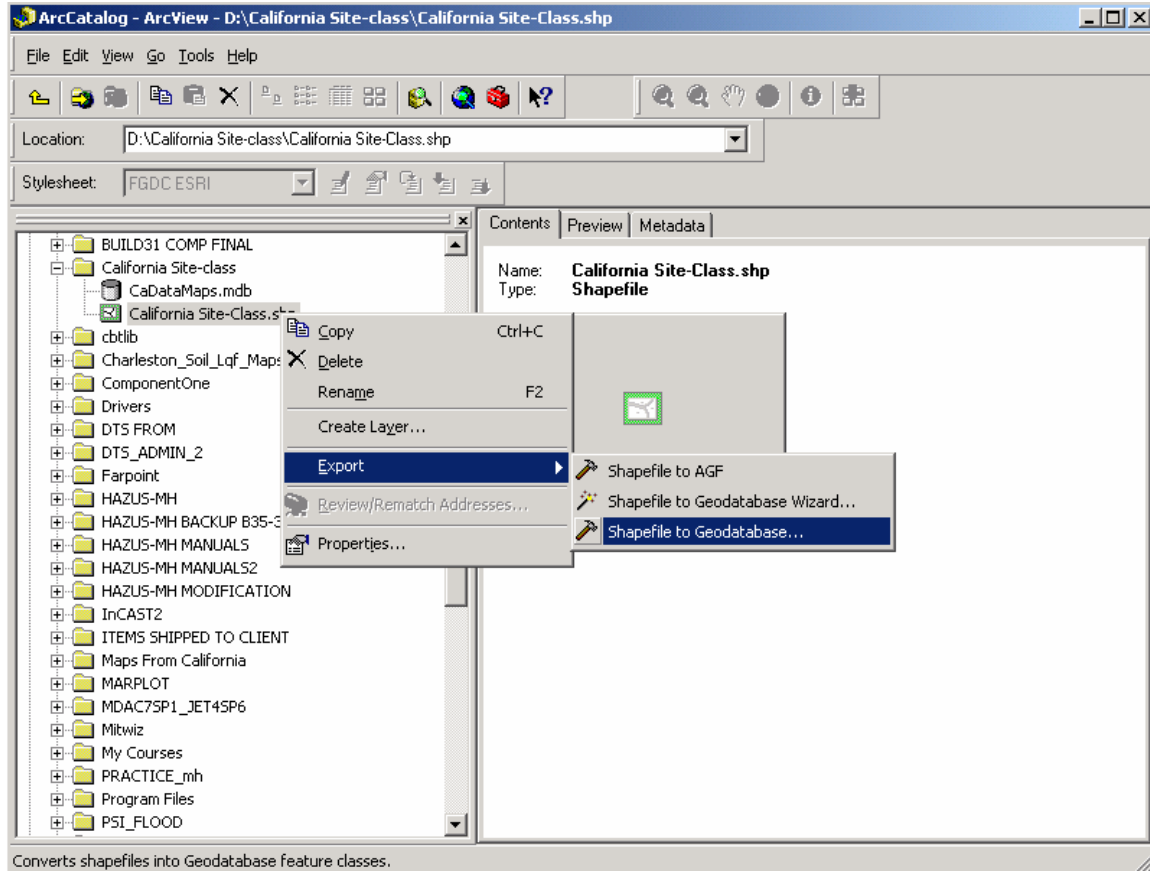 ArcCatalog - ArcView - D:\California Site-class\California Site-Class.shp
File Edit View Go Tools Help
Location: D:\California Site-class\California Site-Class.shp
Stylesheet: FGDC ESRI
Contents Preview Metadata
BUILD31 COMP FINAL
California Site-class
CaDataMaps.mdb
California Site-Class.shp
cbtlib
Charleston_Soil_Lqf_Maps
ComponentOne
Drivers
DTS FROM
DTS_ADMIN_2
Farpoint
HAZUS-MH
HAZUS-MH BACKUP B35-3
HAZUS-MH MANUALS
HAZUS-MH MANUALS2
HAZUS-MH MODIFICATION
InCAST2
ITEMS SHIPPED TO CLIENT
Maps From California
MARPLOT
MDAC7SP1_JET4SP6
Mitwiz
My Courses
PRACTICE_mh
Program Files
PSI_FLOOD
Name: California Site-Class.shp
Type: Shapefile
Copy Ctrl+C
Delete
Rename F2
Create Layer...
Export
Review/Rematch Addresses...
Properties...
Shapefile to AGF
Shapefile to Geodatabase Wizard...
Shapefile to Geodatabase...
Converts shapefiles into Geodatabase feature classes.